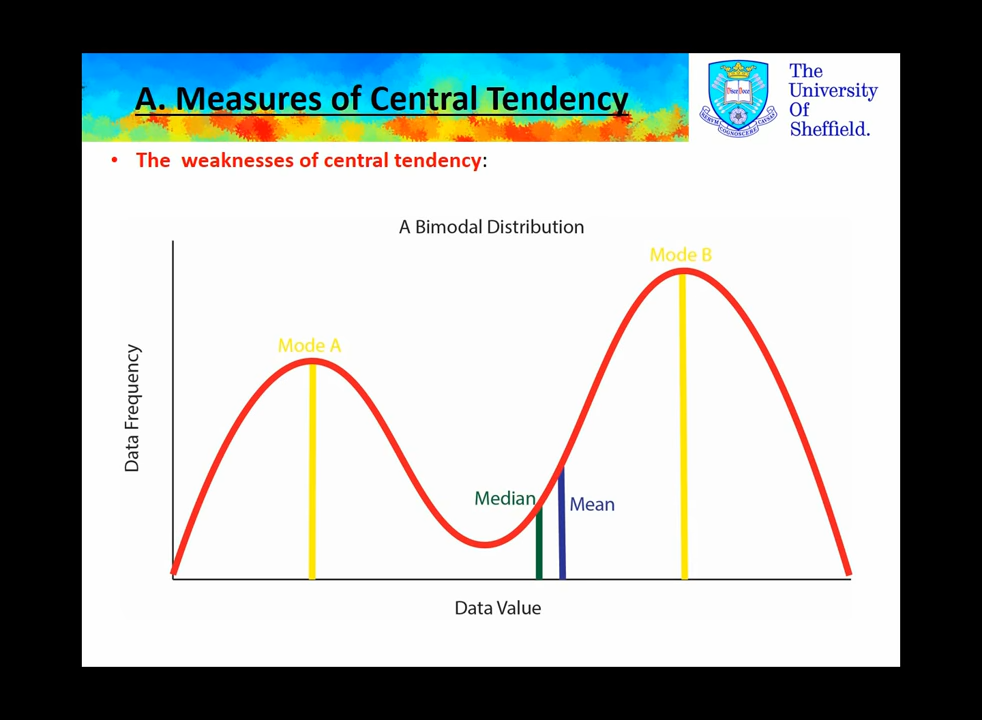 A. Measures of Central Tendency
The
University
Of
Sheffield.
• The weaknesses of central tendency:
A Bimodal Distribution
Mode B
Mode A
Data Frequency
Median
Mean
Data Value